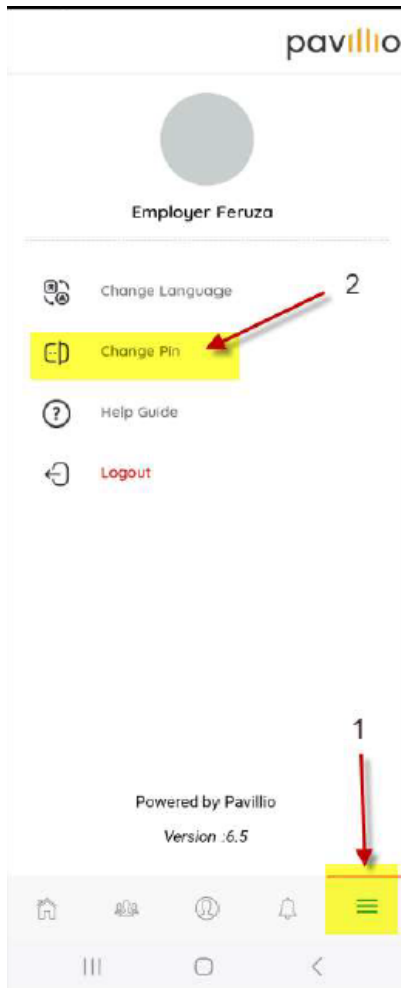 pavillio
Employer Feruza
Change Language
2
Change Pin
Help Guide
Logout
1
Powered by Pavillio
Version :6.5